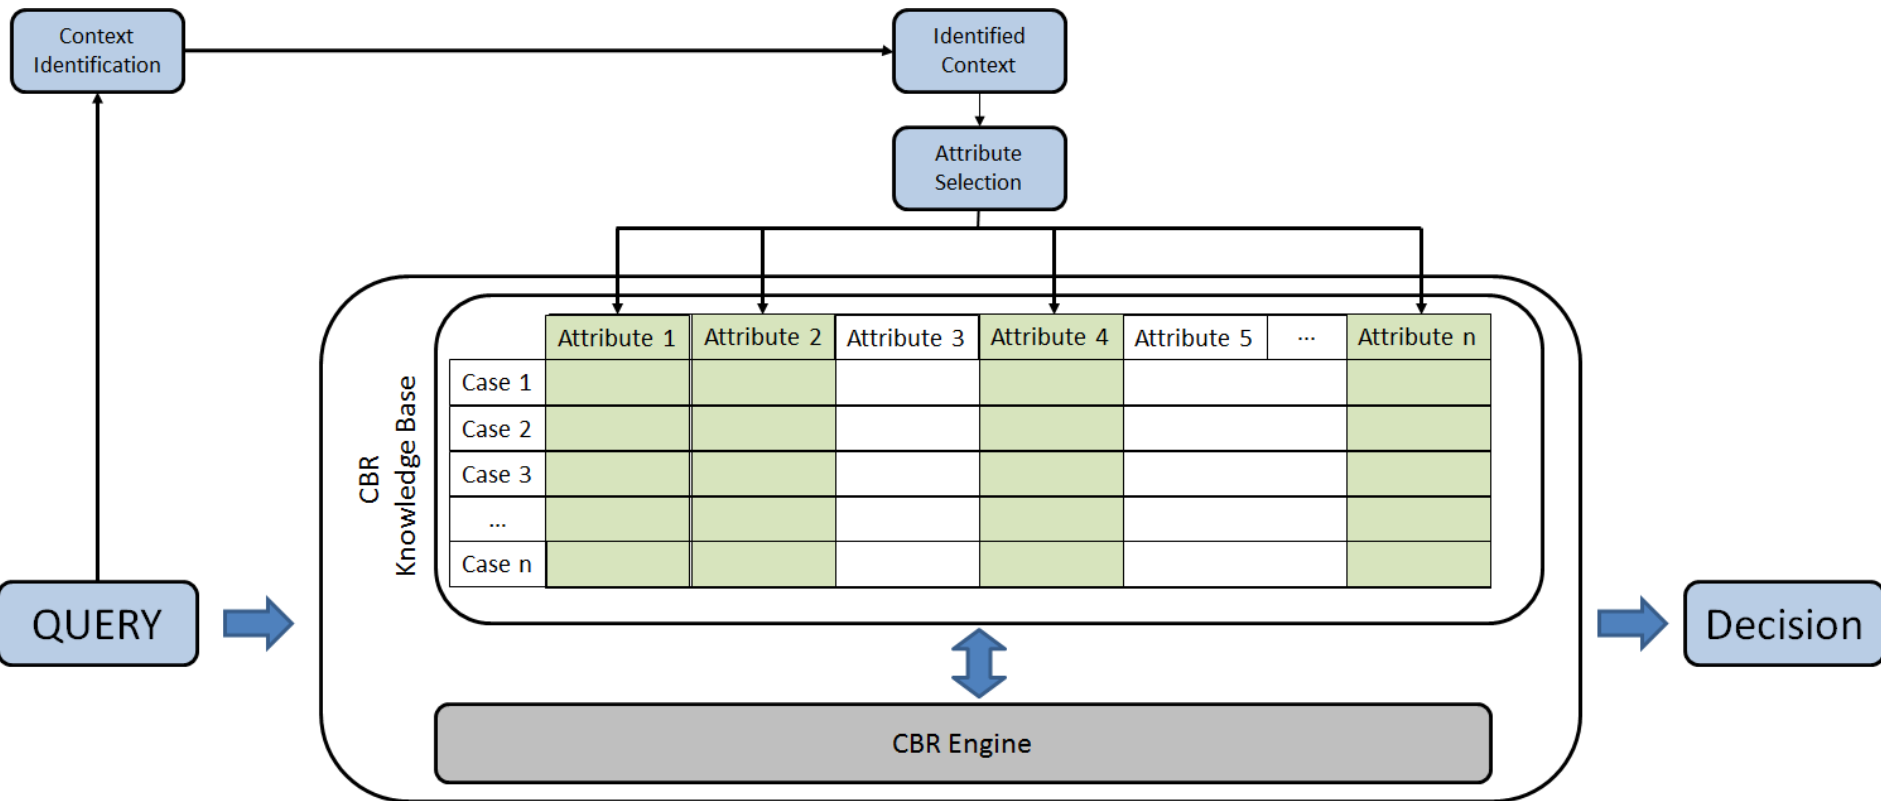 Context
Identification
Identified
Context
Attribute
Selection
Attribute 1 Attribute 2 Attribute 3 Attribute 4 Attribute 5 ... Attribute n
Case 1
Case 2
Case 3
...
Case n
CBR
Knowledge Base
QUERY
Decision
CBR Engine